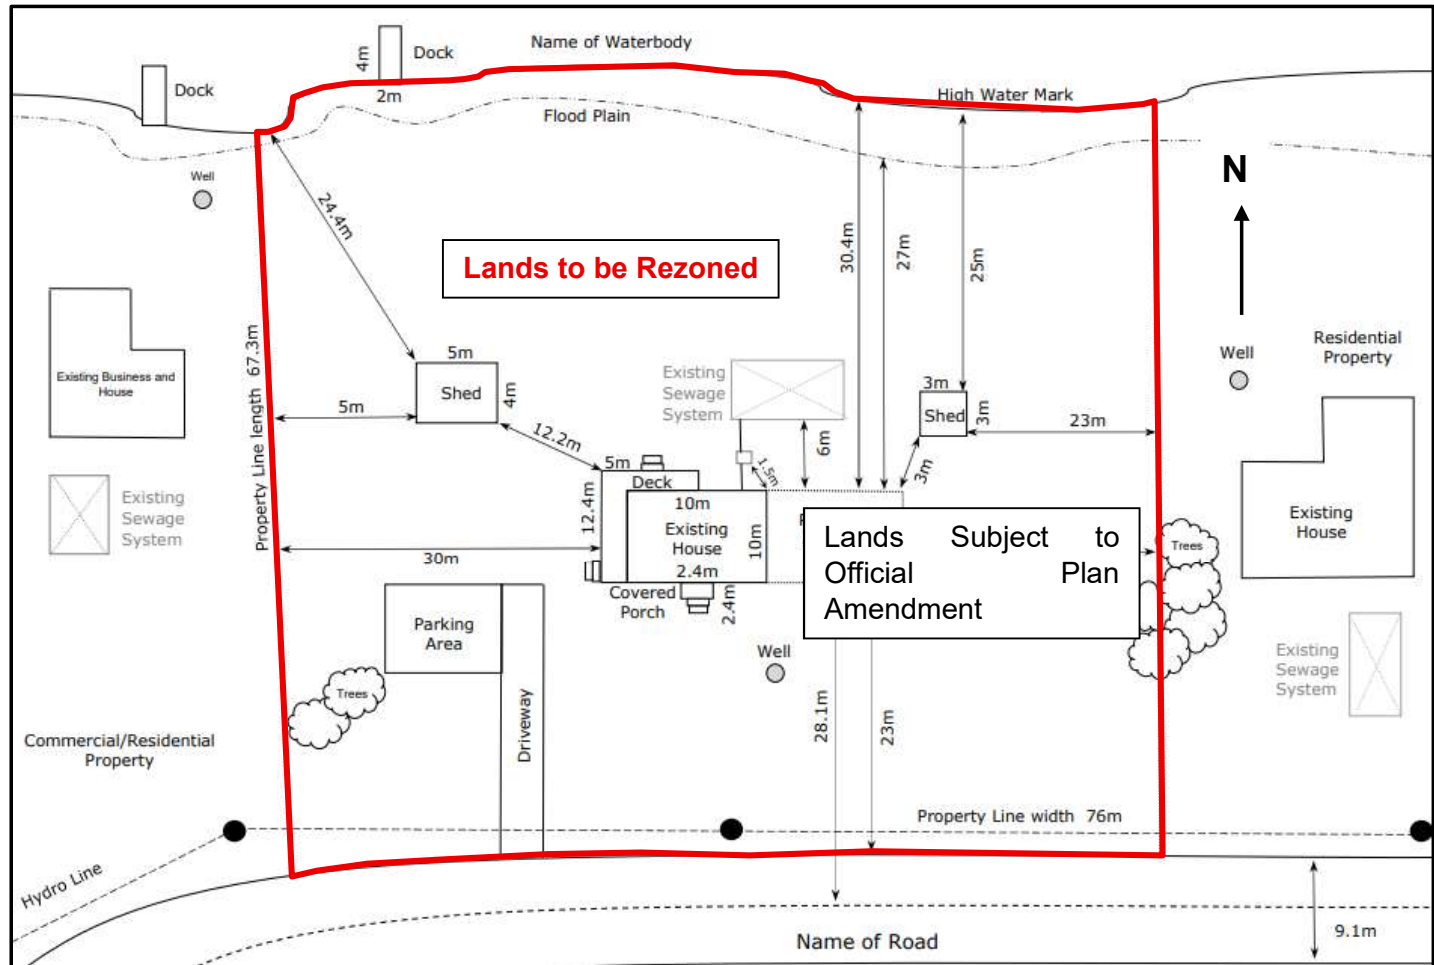 Name of Waterbody
Dock
4m
2m
Dock
High Water Mark
Flood Plain
Well
N
24.4m
30.4m
27m
25m
Lands to be Rezoned
Residential
Property
Well
Existing Business and
House
Property Line length 67.3m
5m
Shed
4m
5m
Existing
Sewage
System
3m
Shed
3m
23m
12.2m
6m
3m
1.5m
5m
Deck
12.4m
10m
Existing
House
10m
2.4m
30m
Covered
Porch
2.4m
Existing
Sewage
System
Lands Subject to
Official Plan
Amendment
Trees
Existing
House
Parking
Area
Well
Existing
Sewage
System
Trees
Driveway
28.1m
23m
Commercial/Residential
Property
Property Line width 76m
Hydro Line
Name of Road
9.1m